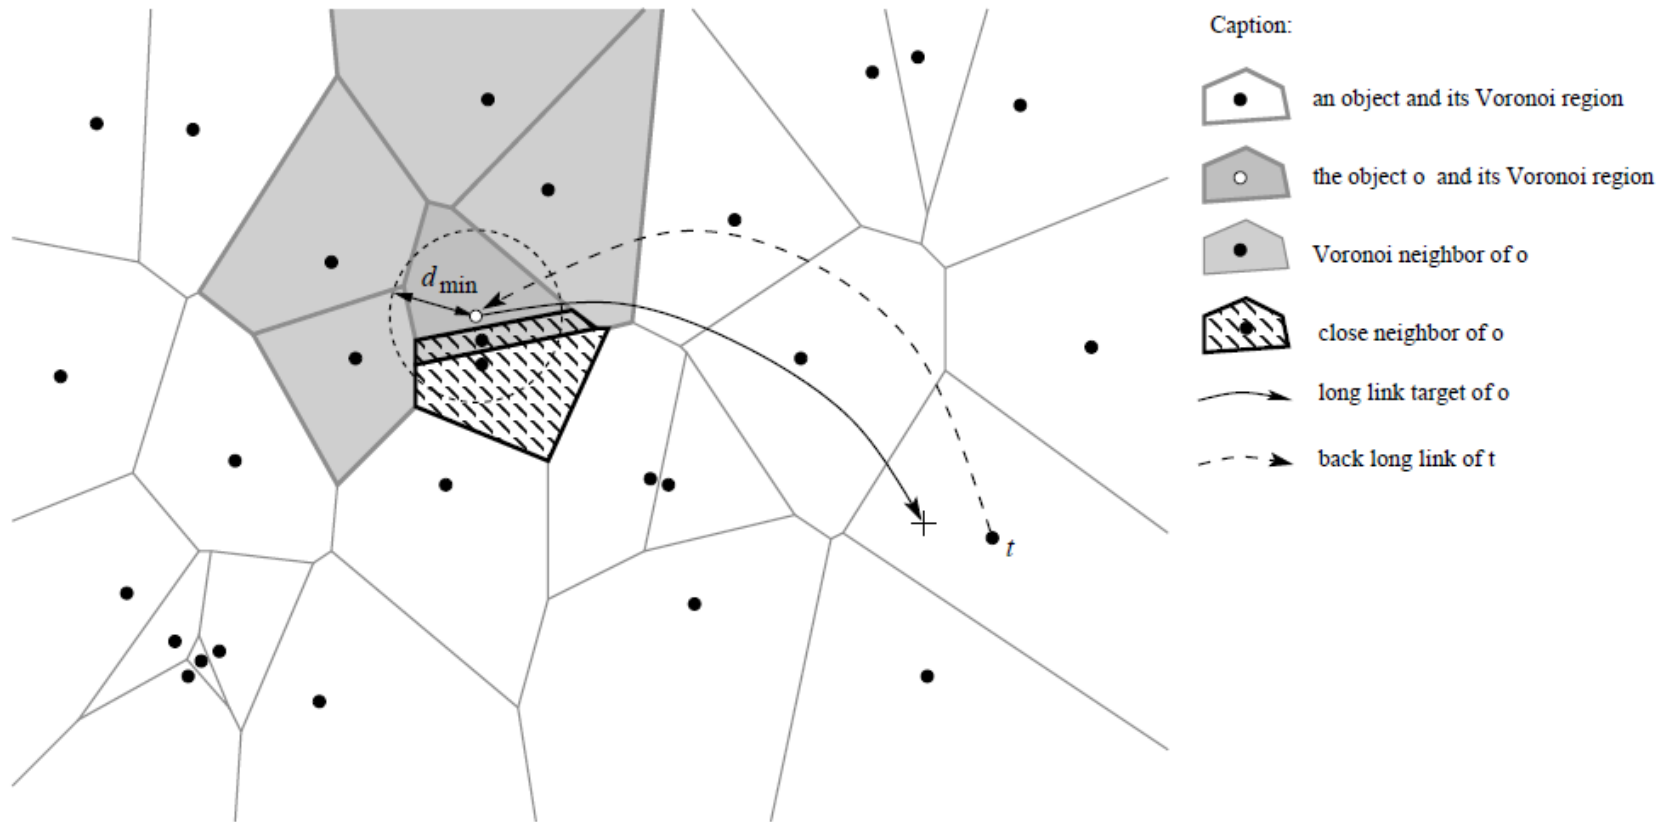 Caption:
an object and its Voronoi region
the object o and its Voronoi region
Voronoi neighbor of o
close neighbor of o
long link target of o
back long link of t
d min
t